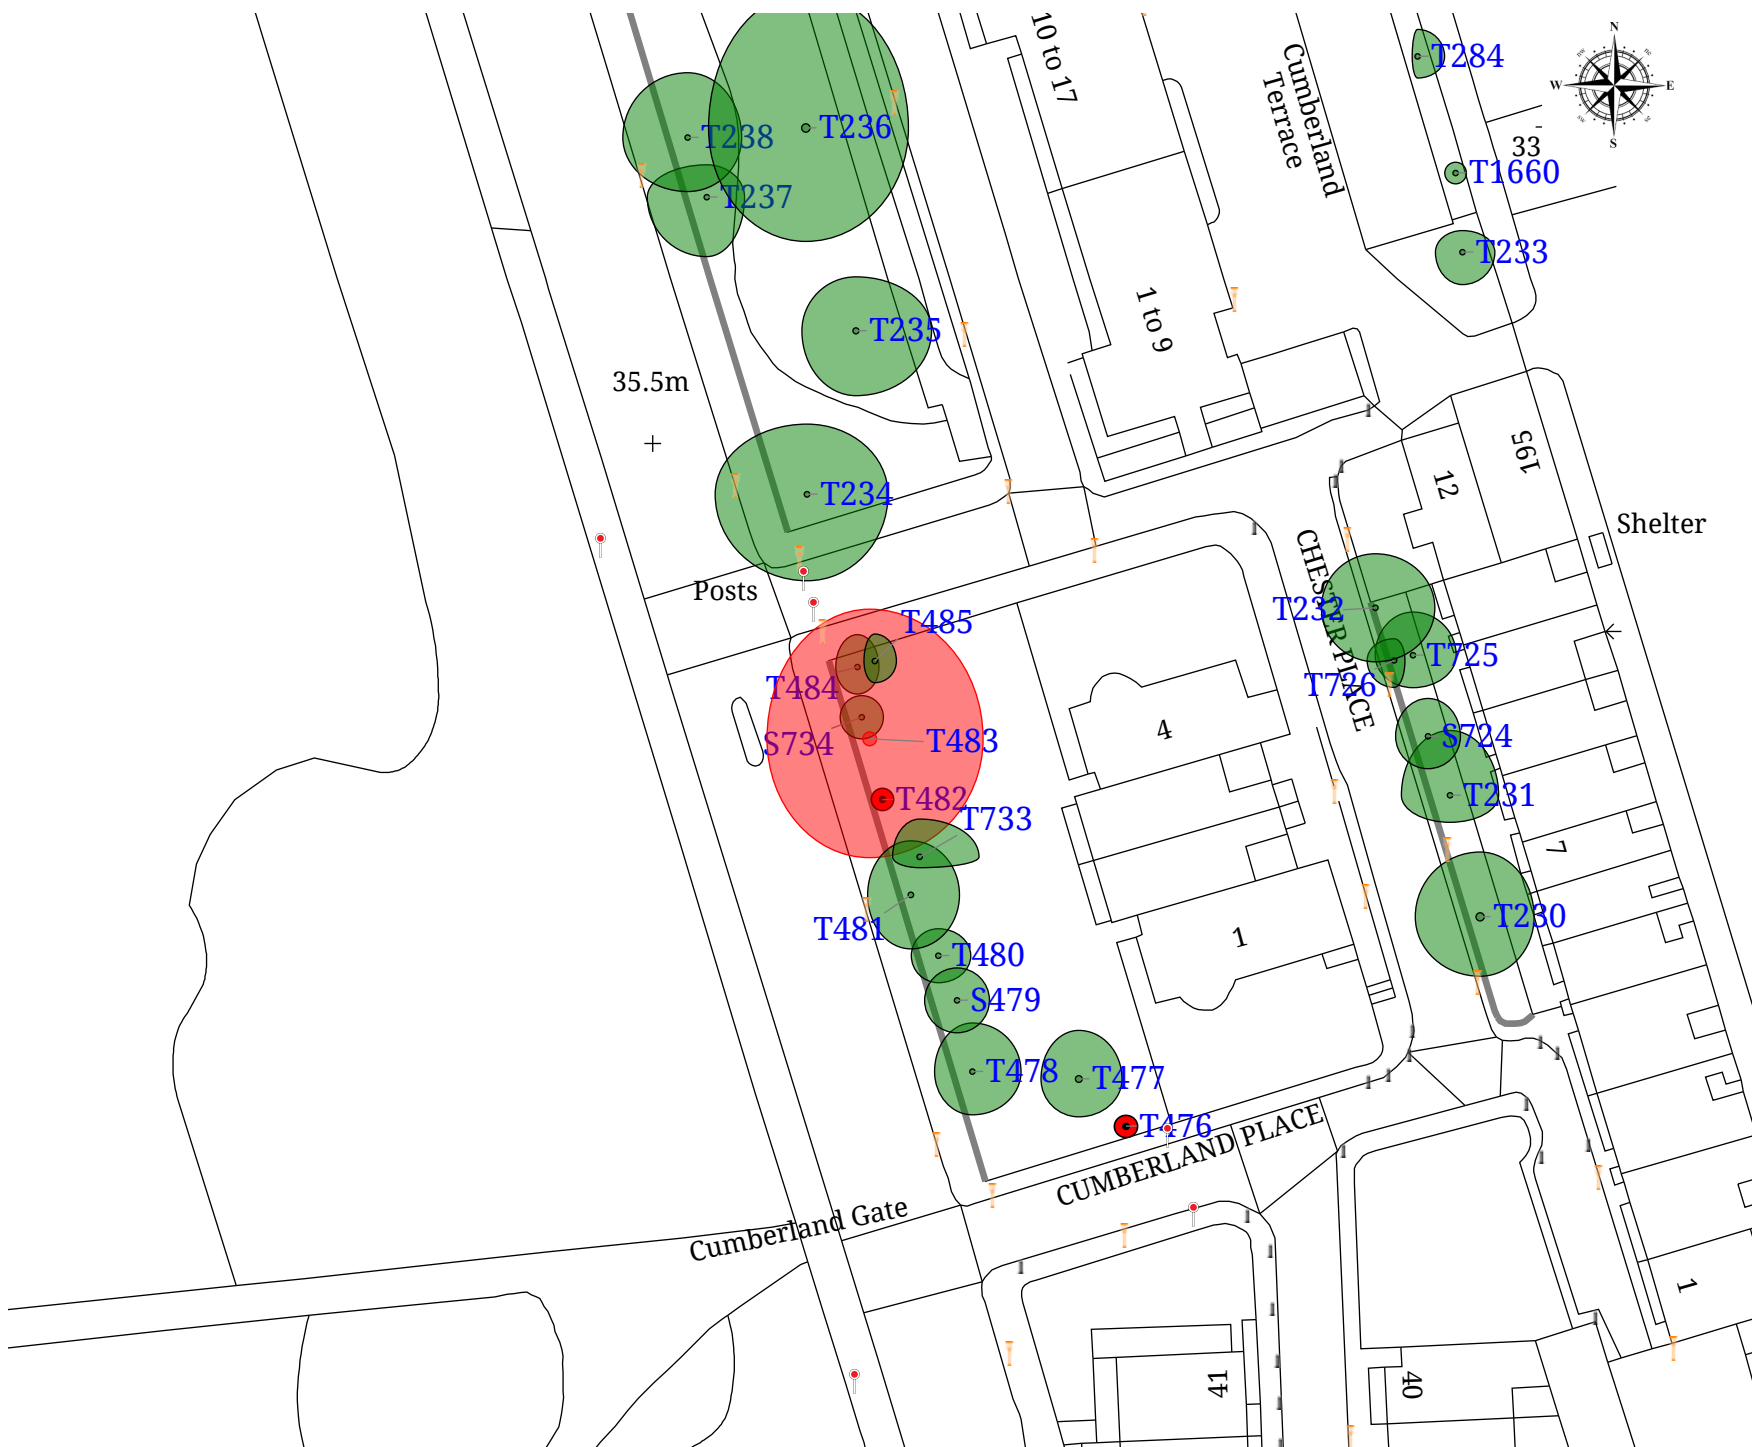 10 to 17
Cumberland
Terrace
T284
N
W
E
S
T238
T236
33
T1660
T237
T233
T235
1 to 9
35.5m
195
12
T234
Shelter
Posts
CHESTER PLACE
T232
T485
T725
T484
T726
4
S734
T483
S724
T482
T231
T733
7
T481
1
T230
T480
S479
T478
T477
T476
CUMBERLAND PLACE
Cumberland Gate
1
41
40